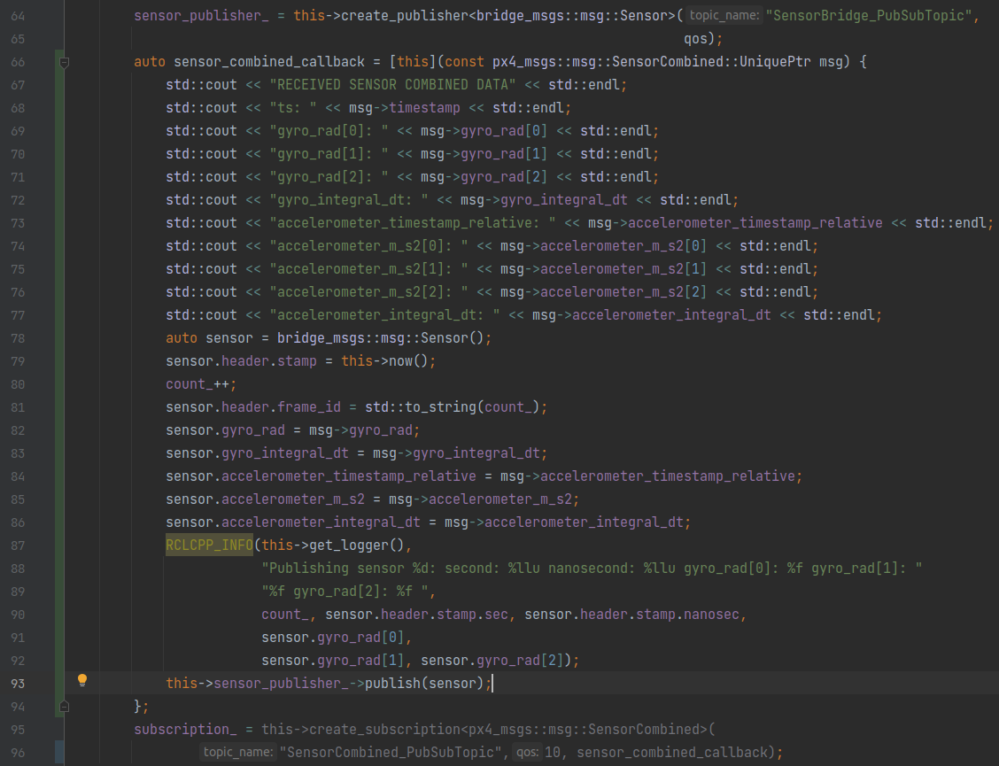 64 sensor_publisher_ = this->create_publisher<bridge_msgs::msg::Sensor>( topic_name: "SensorBridge_PubSubTopic",
65 qos);
66 auto sensor_combined_callback = [this](const px4_msgs::msg::SensorCombined::UniquePtr msg) {
67 std::cout << "RECEIVED SENSOR COMBINED DATA" << std::endl;
68 std::cout << "ts: " << msg->timestamp << std::endl;
69 std::cout << "gyro_rad[0]: " << msg->gyro_rad[0] << std::endl;
70 std::cout << "gyro_rad[1]: " << msg->gyro_rad[1] << std::endl;
71 std::cout << "gyro_rad[2]: " << msg->gyro_rad[2] << std::endl;
72 std::cout << "gyro_integral_dt: " << msg->gyro_integral_dt << std::endl;
73 std::cout << "accelerometer_timestamp_relative: " << msg->accelerometer_timestamp_relative << std::endl;
74 std::cout << "accelerometer_m_s2[0]: " << msg->accelerometer_m_s2[0] << std::endl;
75 std::cout << "accelerometer_m_s2[1]: " << msg->accelerometer_m_s2[1] << std::endl;
76 std::cout << "accelerometer_m_s2[2]: " << msg->accelerometer_m_s2[2] << std::endl;
77 std::cout << "accelerometer_integral_dt: " << msg->accelerometer_integral_dt << std::endl;
78 auto sensor = bridge_msgs::msg::Sensor();
79 sensor.header.stamp = this->now();
80 count_++;
81 sensor.header.frame_id = std::to_string(count_);
82 sensor.gyro_rad = msg->gyro_rad;
83 sensor.gyro_integral_dt = msg->gyro_integral_dt;
84 sensor.accelerometer_timestamp_relative = msg->accelerometer_timestamp_relative;
85 sensor.accelerometer_m_s2 = msg->accelerometer_m_s2;
86 sensor.accelerometer_integral_dt = msg->accelerometer_integral_dt;
87 RCLCPP_INFO(this->get_logger(),
88 "Publishing sensor %d: second: %llu nanosecond: %llu gyro_rad[0]: %f gyro_rad[1]: "
89 "%f gyro_rad[2]: %f ",
90 count_, sensor.header.stamp.sec, sensor.header.stamp.nanosec,
91 sensor.gyro_rad[0],
92 sensor.gyro_rad[1], sensor.gyro_rad[2]);
93 this->sensor_publisher_->publish(sensor);
94 };
95 subscription_ = this->create_subscription<px4_msgs::msg::SensorCombined>(
96 topic_name: "SensorCombined_PubSubTopic", qos: 10, sensor_combined_callback);